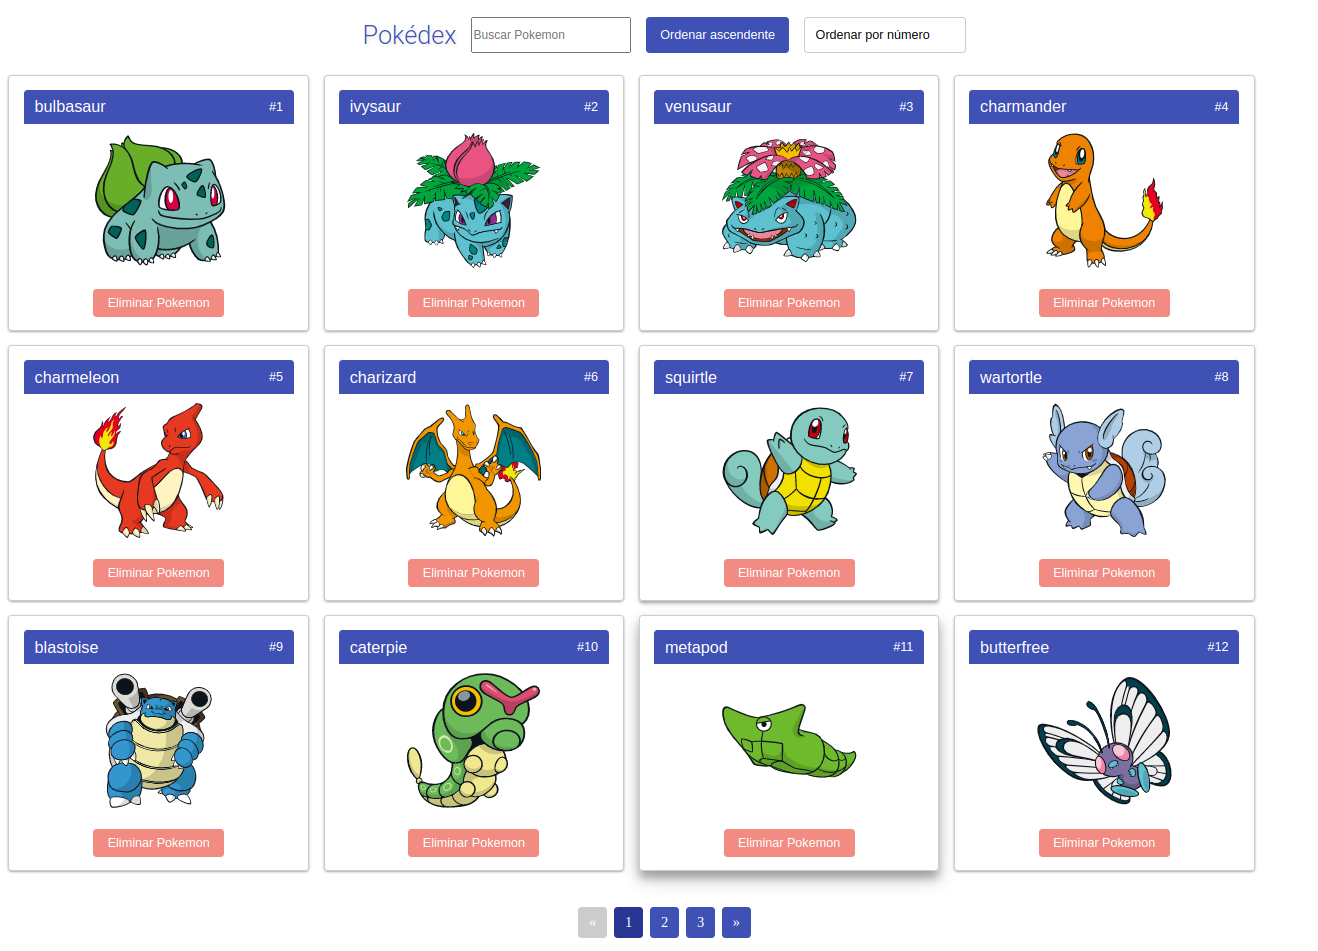 Pokédex Buscar Pokemon Ordenar ascendente Ordenar por número
bulbasaur #1 ivysaur #2 venusaur #3 charmander #4
Eliminar Pokemon Eliminar Pokemon Eliminar Pokemon Eliminar Pokemon
charmeleon #5 charizard #6 squirtle #7 wartortle #8
Eliminar Pokemon Eliminar Pokemon Eliminar Pokemon Eliminar Pokemon
blastoise #9 caterpie #10 metapod #11 butterfree #12
Eliminar Pokemon Eliminar Pokemon Eliminar Pokemon Eliminar Pokemon
« 1 2 3 »